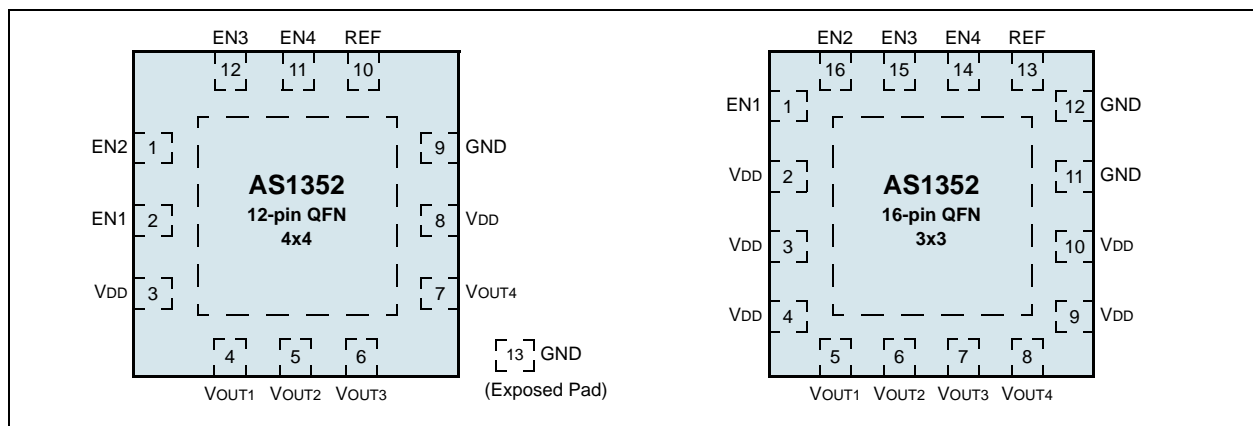 EN3 EN4 REF
12 11 10
EN2 1
9 GND
AS1352
12-pin QFN
4x4
EN1 2
8 VDD
VDD 3
7 VOUT4
4 5 6
VOUT1 VOUT2 VOUT3
13 GND
(Exposed Pad)
EN2 EN3 EN4 REF
16 15 14 13
EN1 1
12 GND
VDD 2
11 GND
AS1352
16-pin QFN
3x3
VDD 3
10 VDD
VDD 4
9 VDD
5 6 7 8
VOUT1 VOUT2 VOUT3 VOUT4